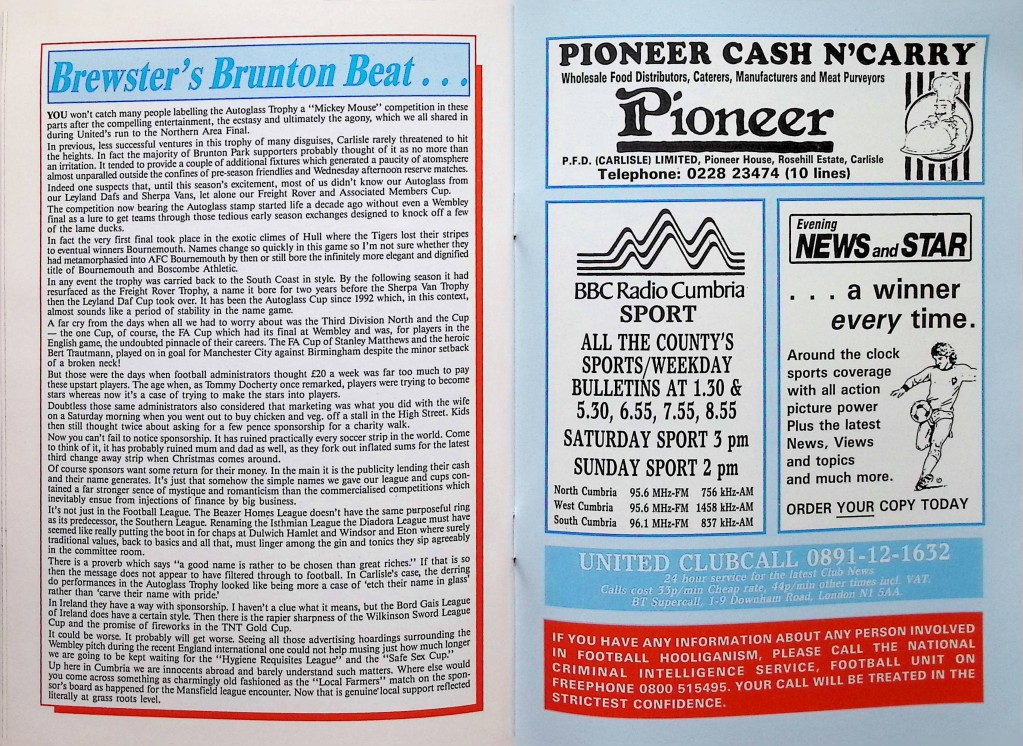 Brewster's Brunton Beat . . .
YOU won't catch many people labelling the Autoglass Trophy a "Mickey Mouse" competition in these
parts after the compelling entertainment, the ecstasy and ultimately the agony, which we all shared in
during United's run to the Northern Area Final.
In previous, less successful ventures in this trophy of many disguises, Carlisle rarely threatened to hit
the heights. In fact the majority of Brunton Park supporters probably thought of it as no more than
an irritation. It tended to provide a couple of additional fixtures which generated a paucity of atomsphere
almost unparalled outside the confines of pre-season friendlies and Wednesday afternoon reserve matches.
Indeed one suspects that, until this season's excitement, most of us didn't know our Autoglass from
our Leyland Dafs and Sherpa Vans, let alone our Freight Rover and Associated Members Cup.
The competition now bearing the Autoglass stamp started life a decade ago without even a Wembley
final as a lure to get teams through those tedious early season exchanges designed to knock off a few
of the lame ducks.
In fact the very first final took place in the exotic climes of Hull where the Tigers lost their stripes
to eventual winners Bournemouth. Names change so quickly in this game so I'm not sure whether they
had metamorphosed into AFC Bournemouth by then or still bore the infinitely more elegant and dignified
title of Bournemouth and Boscombe Athletic.
In any event the trophy was carried back to the South Coast in style. By the following season it had
resurfaced as the Freight Rover Trophy, a name it bore for two years before the Sherpa Van Trophy
then the Leyland Daf Cup took over. It has been the Autoglass Cup since 1992 which, in this context,
almost sounds like a period of stability in the name game.
A far cry from the days when all we had to worry about was the Third Division North and the Cup
— the one Cup, of course, the FA Cup which had its final at Wembley and was, for players in the
English game, the undoubted pinnacle of their careers. The FA Cup of Stanley Matthews and the heroic
Bert Trautmann, played on in goal for Manchester City against Birmingham despite the minor setback
of a broken neck!
But those were the days when football administrators thought £20 a week was far too much to pay
these upstart players. The age when, as Tommy Docherty once remarked, players were trying to become
stars whereas now it's a case of trying to make the stars into players.
Doubtless those same administrators also considered that marketing was what you did with the wife
on a Saturday morning when you went out to buy chicken and veg. off a stall in the High Street. Kids
then still thought twice about asking for a few pence sponsorship for a charity walk.
Now you can't fail to notice sponsorship. It has ruined practically every soccer strip in the world. Come
to think of it, it has probably ruined mum and dad as well, as they fork out inflated sums for the latest
third change away strip when Christmas comes around.
Of course sponsors want some return for their money. In the main it is the publicity lending their cash
and their name generates. It's just that somehow the simple names we gave our league and cups con-
tained a far stronger sence of mystique and romanticism than the commercialised competitions which
inevitably ensue from injections of finance by big business.
It's not just in the Football League. The Beazer Homes League doesn't have the same purposeful ring
as its predecessor, the Southern League. Renaming the Isthmian League the Diadora League must have
seemed like really putting the boot in for chaps at Dulwich Hamlet and Windsor and Eton where surely
traditional values, back to basics and all that, must linger among the gin and tonics they sip agreeably
in the committee room.
There is a proverb which says "a good name is rather to be chosen than great riches." If that is so
then the message does not appear to have filtered through to football. In Carlisle's case, the derring
do performances in the Autoglass Trophy looked like being more a case of 'etch their name in glass'
rather than 'carve their name with pride.'
In Ireland they have a way with sponsorship. I haven't a clue what it means, but the Bord Gais League
of Ireland does have a certain style. Then there is the rapier sharpness of the Wilkinson Sword League
Cup and the promise of fireworks in the TNT Gold Cup.
It could be worse. It probably will get worse. Seeing all those advertising hoardings surrounding the
Wembley pitch during the recent England international one could not help musing just how much longer
we are going to be kept waiting for the "Hygiene Requisites League" and the "Safe Sex Cup."
Up here in Cumbria we are innocents abroad and barely understand such matters. Where else would
you come across something as charmingly old fashioned as the "Local Farmers" match on the spon-
sor's board as happened for the Mansfield league encounter. Now that is genuine local support reflected
literally at grass roots level.
PIONEER CASH N'CARRY
Wholesale Food Distributors, Caterers, Manufacturers and Meat Purveyors
Pioneer
P.F.D. (CARLISLE) LIMITED, Pioneer House, Rosehill Estate, Carlisle
Telephone: 0228 23474 (10 lines)
BBC Radio Cumbria
SPORT
ALL THE COUNTY'S
SPORTS/WEEKDAY
BULLETINS AT 1.30 &
5.30, 6.55, 7.55, 8.55
SATURDAY SPORT 3 pm
SUNDAY SPORT 2 pm
North Cumbria 95.6 MHz-FM 756 kHz-AM
West Cumbria 95.6 MHz-FM 1458 kHz-AM
South Cumbria 96.1 MHz-FM 837 kHz-AM
Evening
NEWS and STAR
. . . a winner
every time.
Around the clock
sports coverage
with all action
picture power
Plus the latest
News, Views
and topics
and much more.
ORDER YOUR COPY TODAY
UNITED CLUBCALL 0891-12-1632
24 hour service for the latest Club News
Calls cost 33p/min Cheap rate, 44p/min other times incl. VAT.
BT Supercall, 1-9 Downham Road, London N1 5AA.
IF YOU HAVE ANY INFORMATION ABOUT ANY PERSON INVOLVED
IN FOOTBALL HOOLIGANISM, PLEASE CALL THE NATIONAL
CRIMINAL INTELLIGENCE SERVICE, FOOTBALL UNIT ON
FREEPHONE 0800 515495. YOUR CALL WILL BE TREATED IN THE
STRICTEST CONFIDENCE.